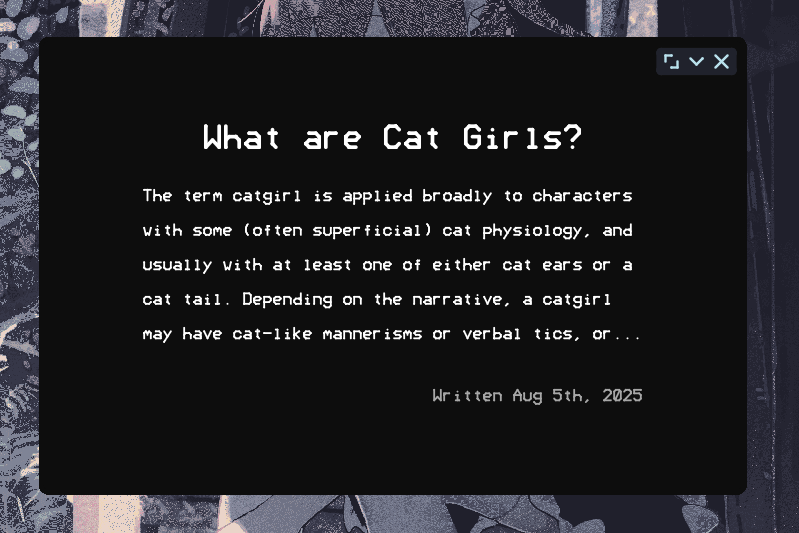 What are Cat Girls?
The term catgirl is applied broadly to characters
with some (often superficial) cat physiology, and
usually with at least one of either cat ears or a
cat tail. Depending on the narrative, a catgirl
may have cat-like mannerisms or verbal tics, or...
Written Aug 5th, 2025